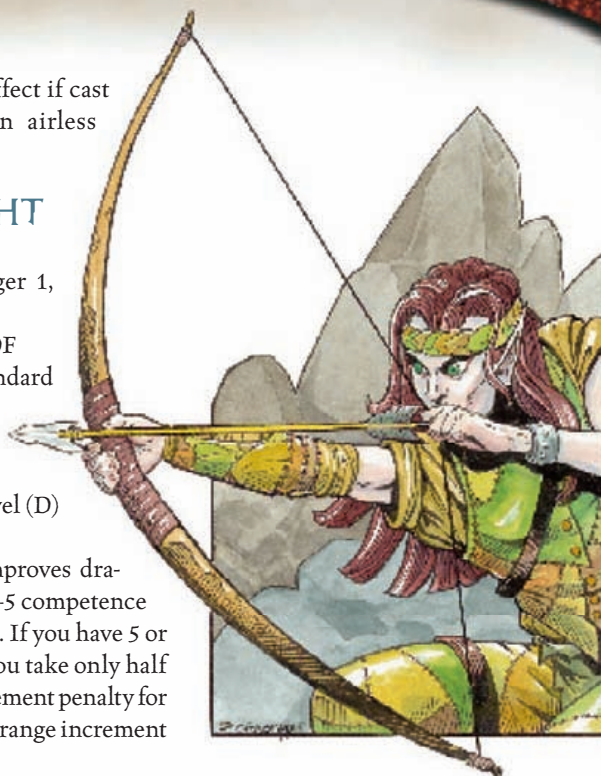 ffect if cast
n airless
HT
ger 1,
OF
ndard
vel (D)
nproves dra-
-5 competence
. If you have 5 or
ou take only half
ement penalty for
range increment